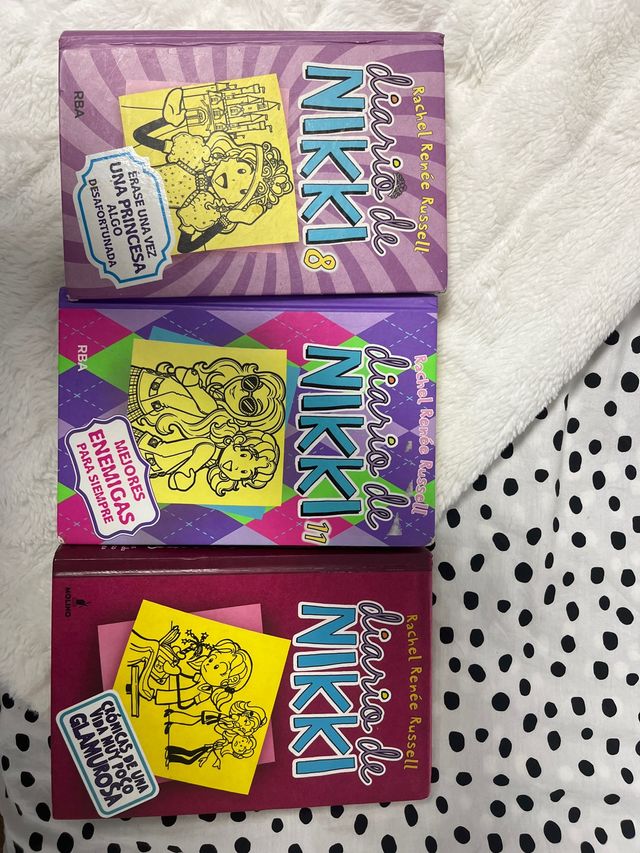 Rachel Renée Russell
diario de
NIKKI 8
ÉRASE UNA VEZ
UNA PRINCESA
ALGO
DESAFORTUNADA
RBA
Rachel Renée Russell
diario de
NIKKI 11
MEJORES
ENEMIGAS
PARA SIEMPRE
RBA
Rachel Renée Russell
diario de
NIKKI
CRÓNICAS DE UNA
VIDA MUY POCO
GLAMUROSA
MOLINO